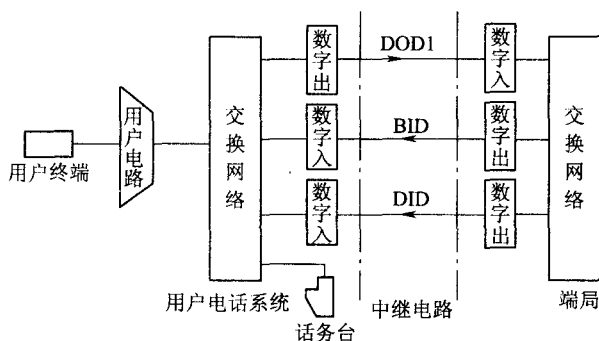 用户终端
用户电路
交换网络
数字出
数字入
数字入
DOD1
BID
DID
数字入
数字出
数字出
交换网络
用户电话系统
话务台
中继电路
端局